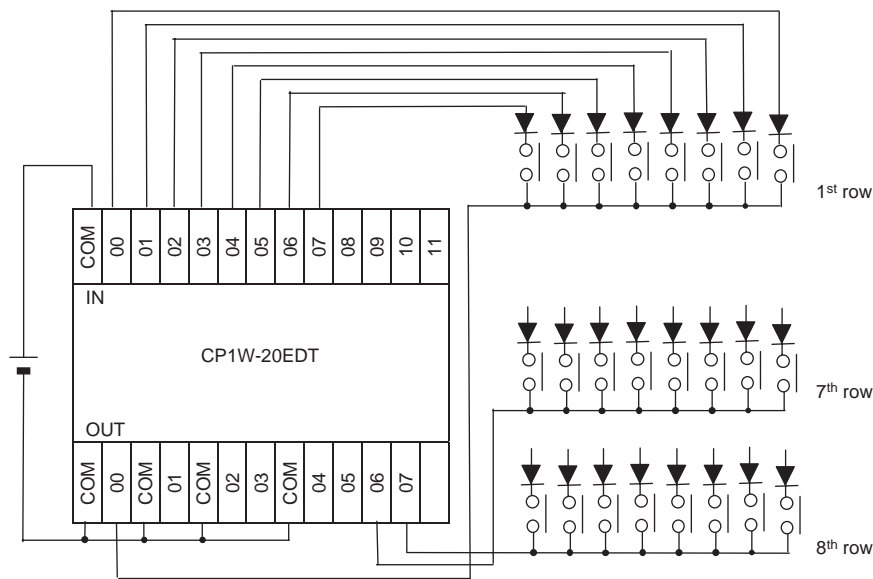 1st row
COM 00 01 02 03 04 05 06 07 08 09 10 11
IN
CP1W-20EDT
7th row
OUT
COM 00 COM 01 COM 02 03 COM 04 05 06 07
8th row